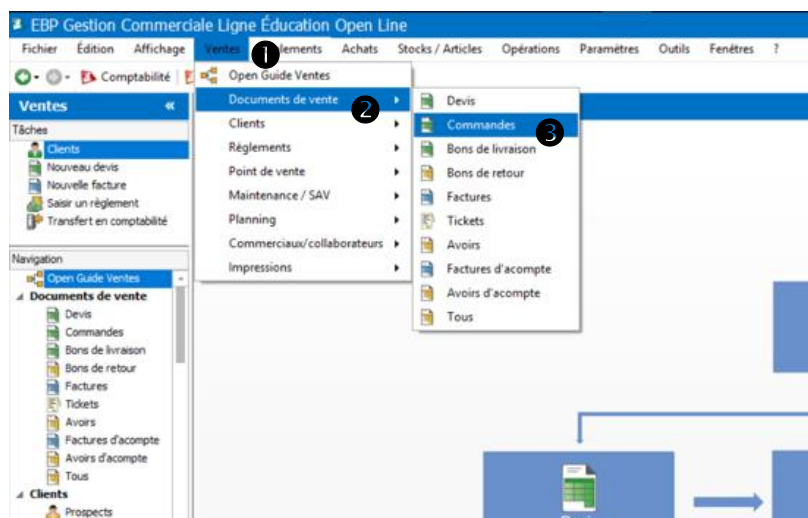 EBP Gestion Commerciale Ligne Éducation Open Line
Fichier Édition Affichage Ventes 1 lements Achats Stocks / Articles Opérations Paramètres Outils Fenêtres ?
Comptabilité
Open Guide Ventes
Documents de vente 2
Clients
Règlements
Point de vente
Maintenance / SAV
Planning
Commerciaux/collaborateurs
Impressions
Devis
Commandes 3
Bons de livraison
Bons de retour
Factures
Tickets
Avoirs
Factures d'acompte
Avoirs d'acompte
Tous
Ventes «
Tâches
Clients
Nouveau devis
Nouvelle facture
Saisir un règlement
Transfert en comptabilité
Navigation
Open Guide Ventes
Documents de vente
Devis
Commandes
Bons de livraison
Bons de retour
Factures
Tickets
Avoirs
Factures d'acompte
Avoirs d'acompte
Tous
Clients
Prospects